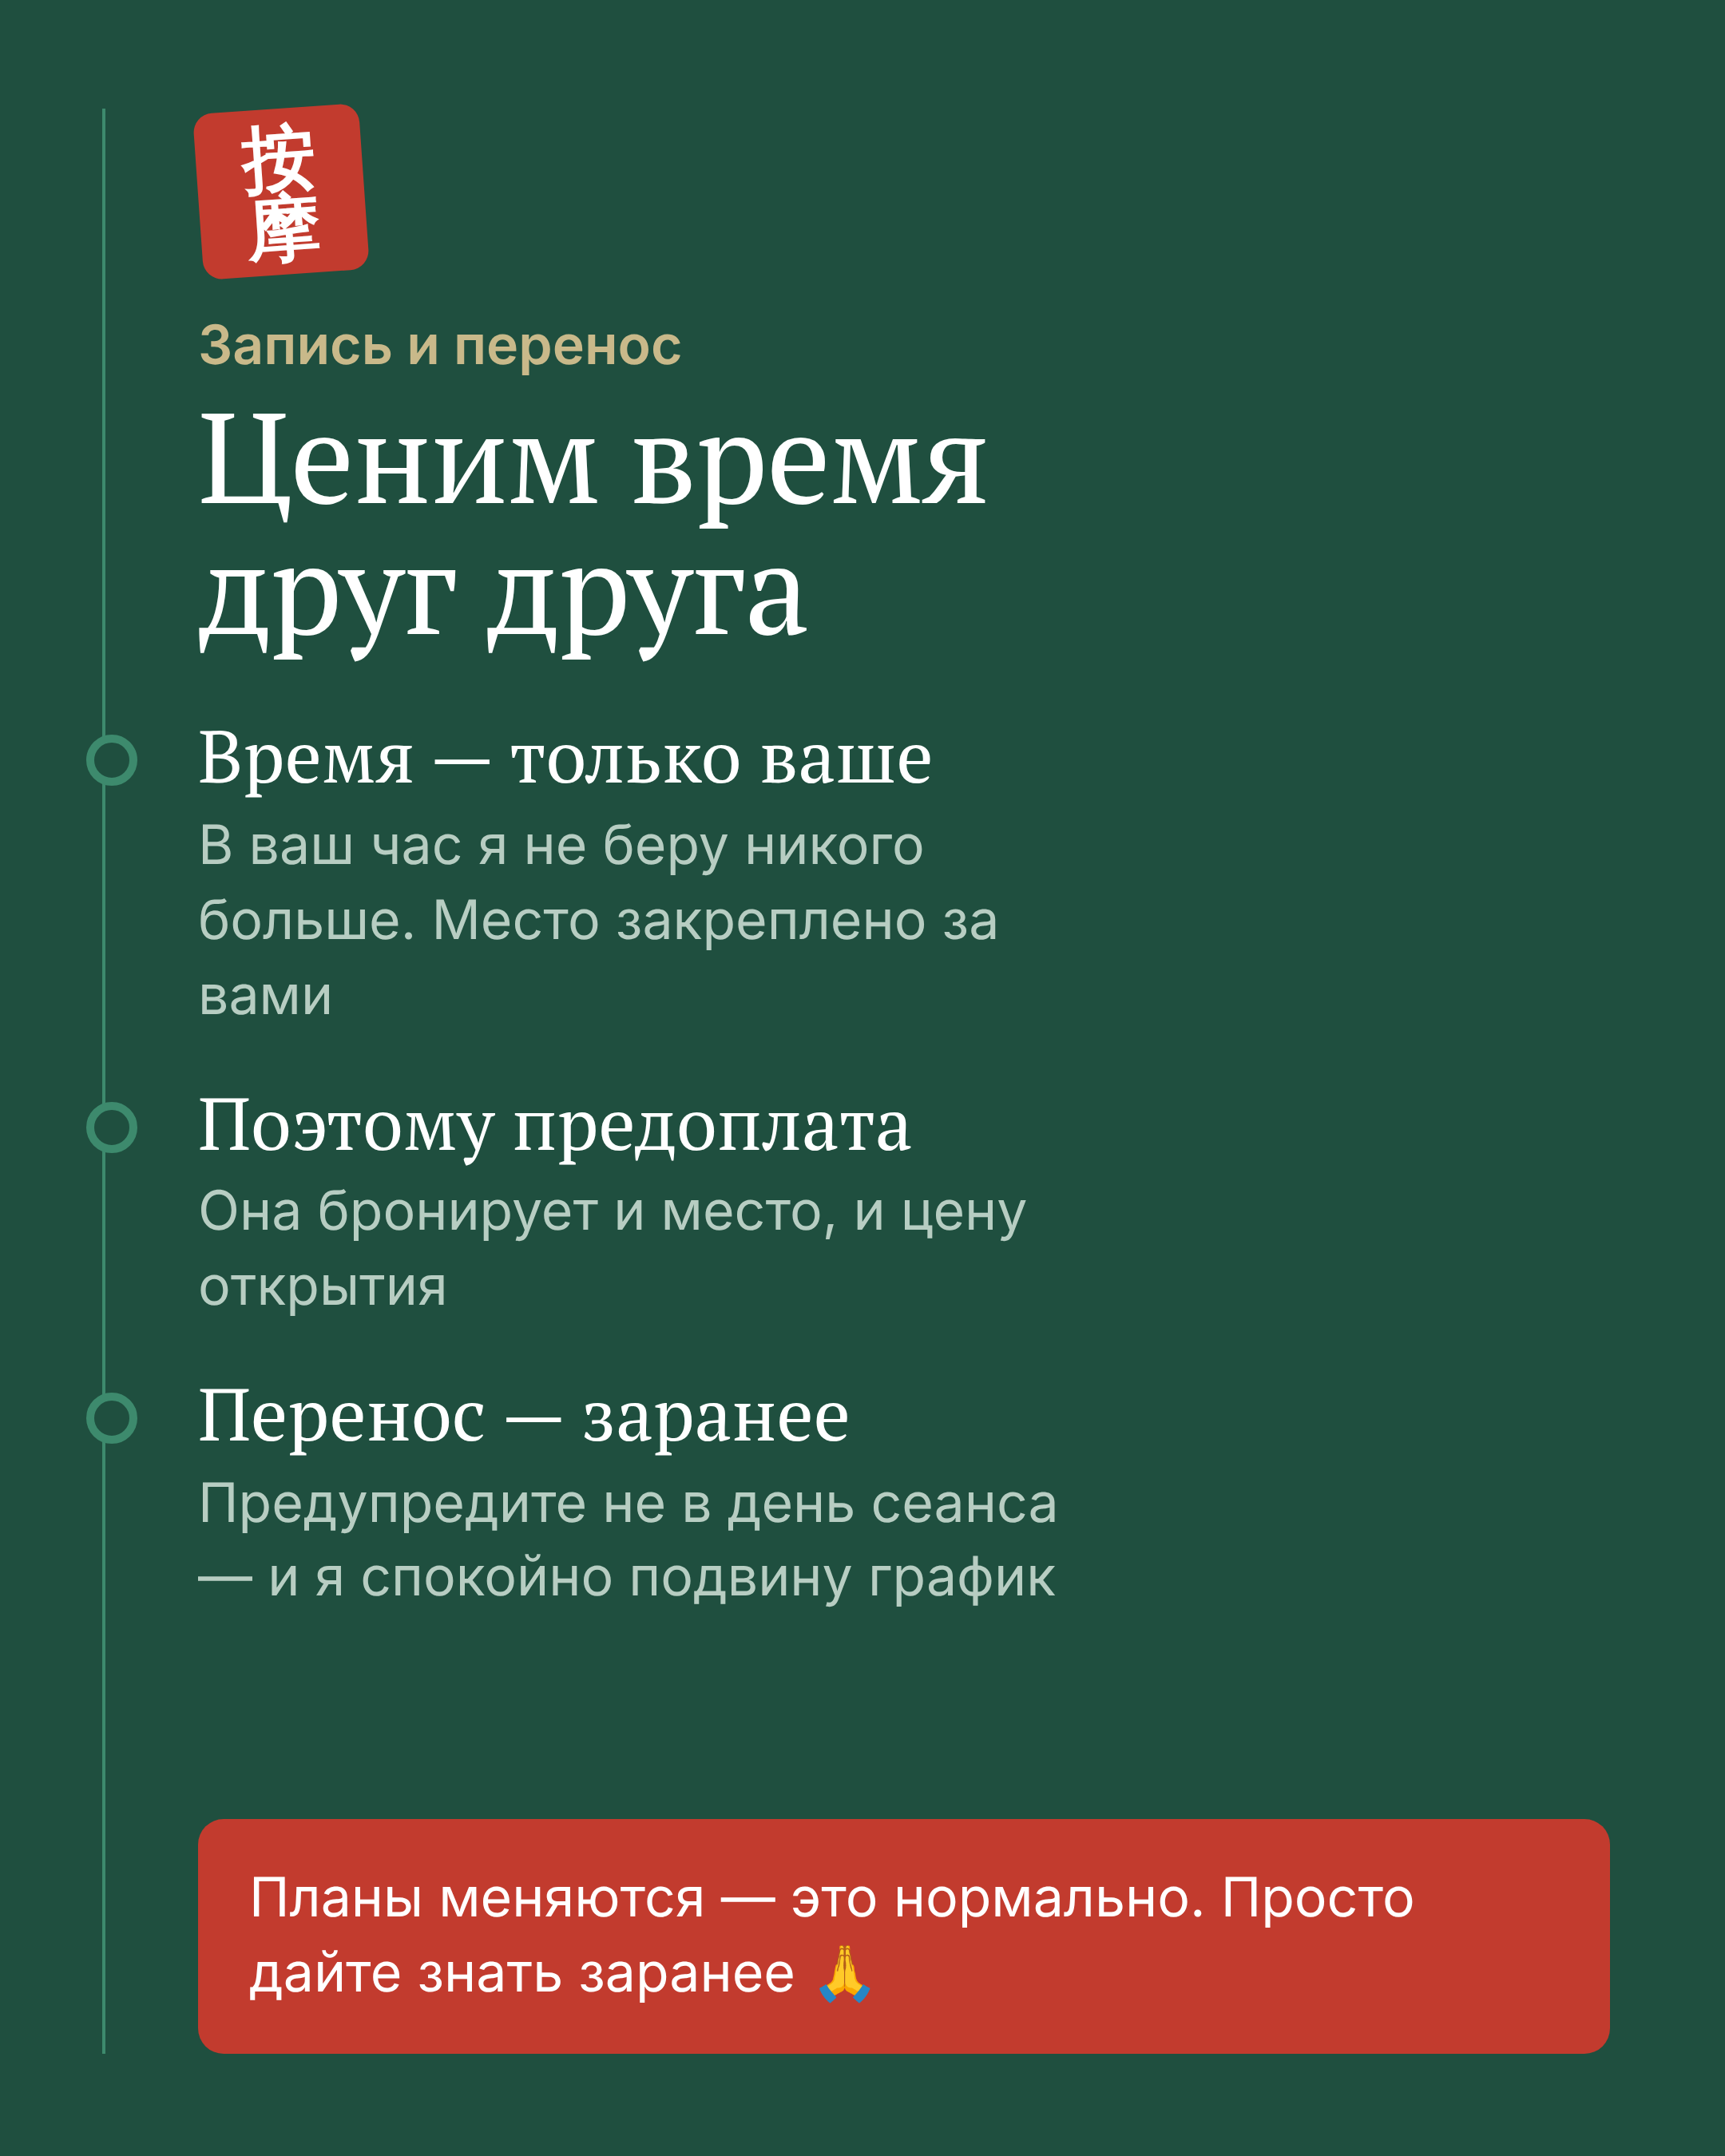 按
摩
Запись и перенос
Ценим время
друг друга
Время — только ваше
В ваш час я не беру никого
больше. Место закреплено за
вами
Поэтому предоплата
Она бронирует и место, и цену
открытия
Перенос — заранее
Предупредите не в день сеанса
— и я спокойно подвину график
Планы меняются — это нормально. Просто
дайте знать заранее 🙏